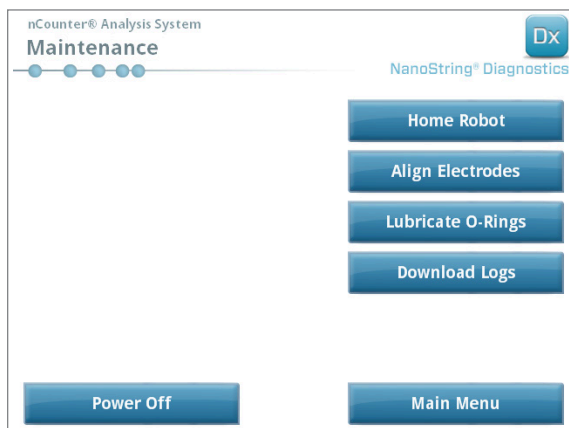 nCounter® Analysis System
Maintenance
Dx
NanoString® Diagnostics
Home Robot
Align Electrodes
Lubricate O-Rings
Download Logs
Power Off
Main Menu